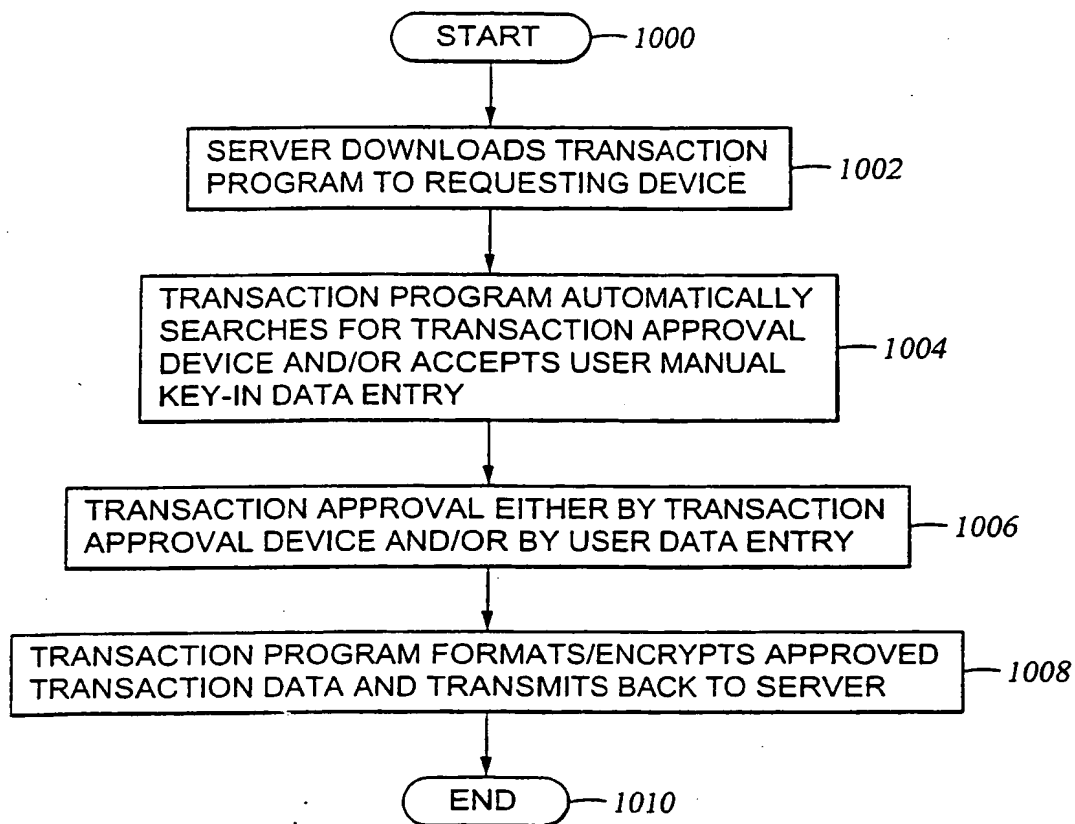 START
1000
SERVER DOWNLOADS TRANSACTION
PROGRAM TO REQUESTING DEVICE
1002
TRANSACTION PROGRAM AUTOMATICALLY
SEARCHES FOR TRANSACTION APPROVAL
DEVICE AND/OR ACCEPTS USER MANUAL
KEY-IN DATA ENTRY
1004
TRANSACTION APPROVAL EITHER BY TRANSACTION
APPROVAL DEVICE AND/OR BY USER DATA ENTRY
1006
TRANSACTION PROGRAM FORMATS/ENCRYPTS APPROVED
TRANSACTION DATA AND TRANSMITS BACK TO SERVER
1008
END
1010